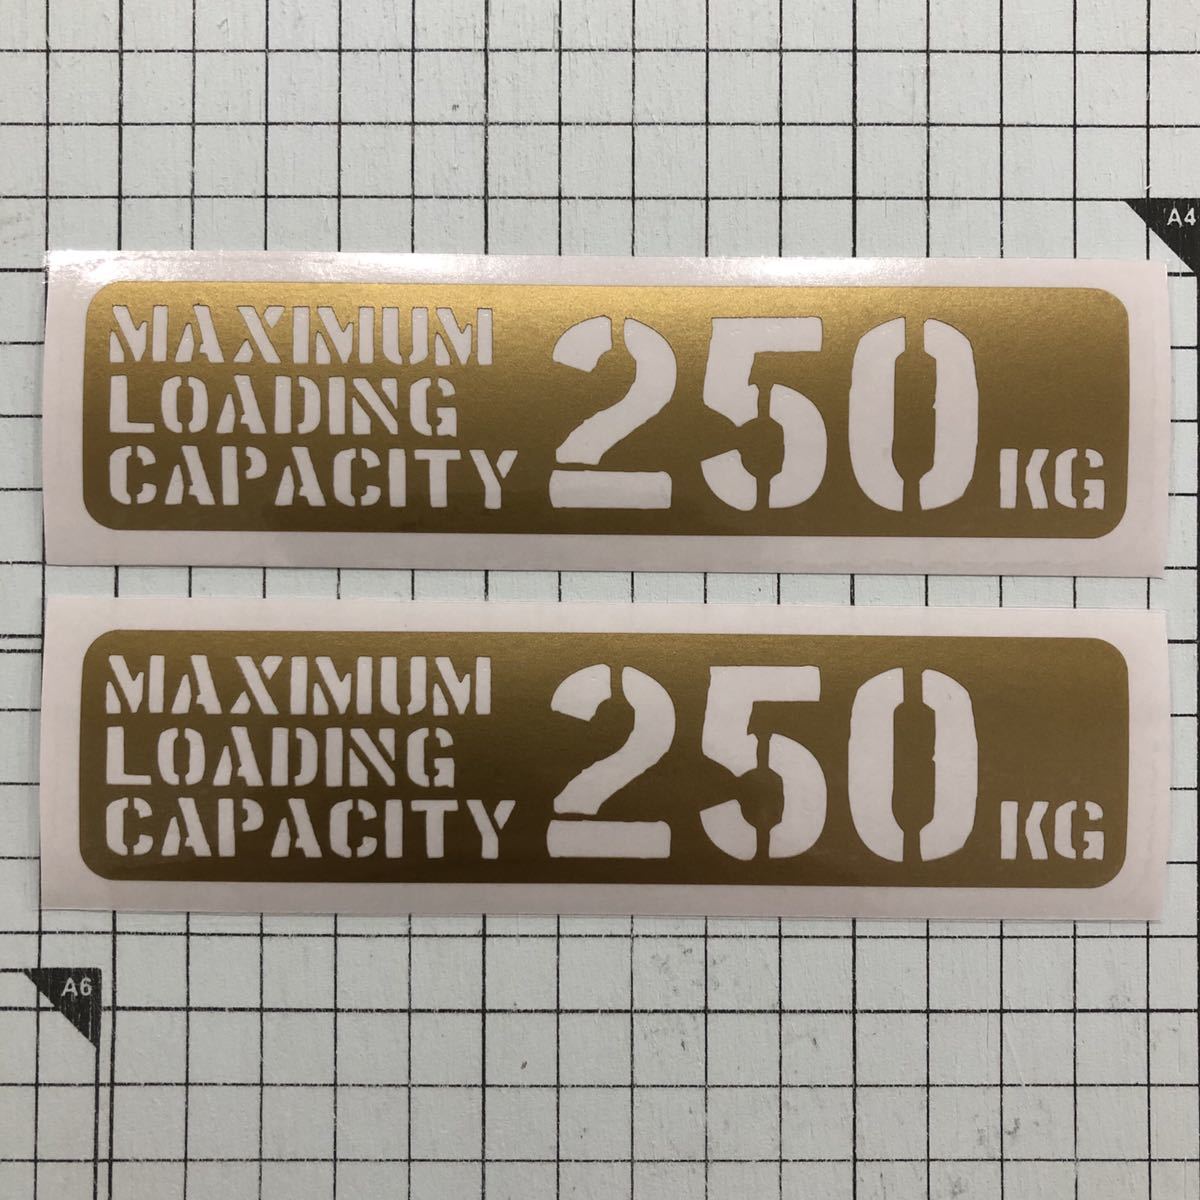 A4
MAXIMUM
LOADING
CAPACITY
250 KG
MAXIMUM
LOADING
CAPACITY
250 KG
A6